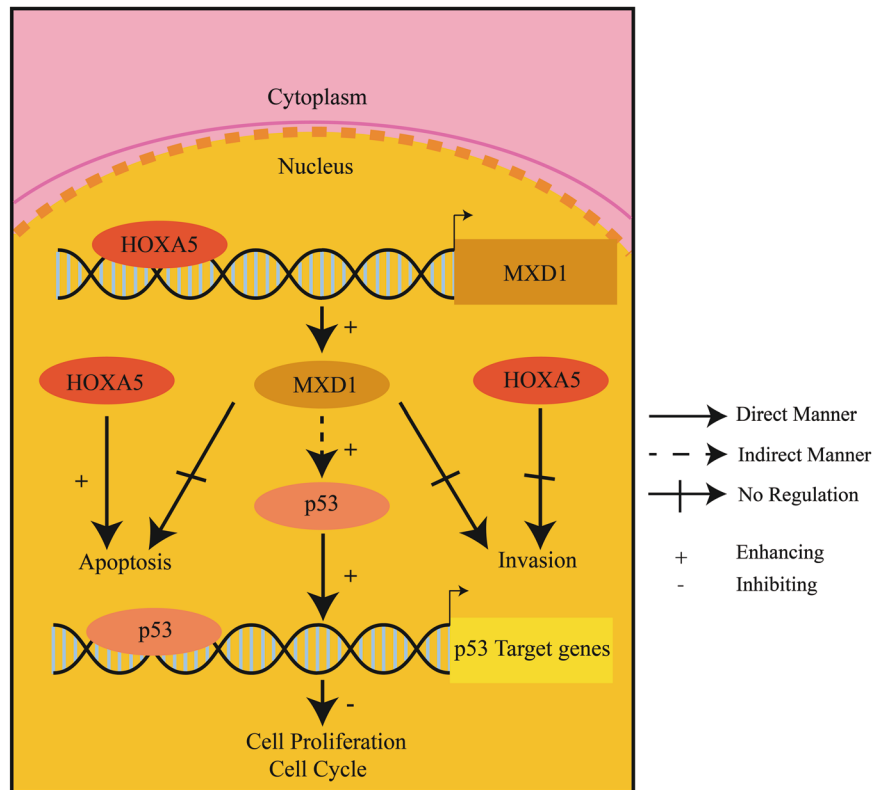 Cytoplasm
Nucleus
HOXA5
MXD1
+
HOXA5
MXD1
HOXA5
+
+
p53
Apoptosis
Invasion
+
p53
p53 Target genes
-
Cell Proliferation
Cell Cycle
Direct Manner
Indirect Manner
No Regulation
+ Enhancing
- Inhibiting